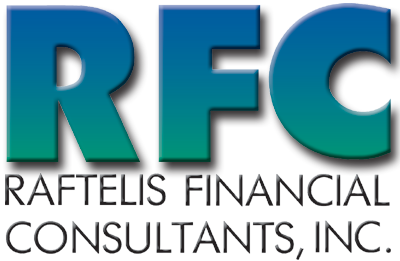 RFC
RAFTELIS FINANCIAL
CONSULTANTS, INC.